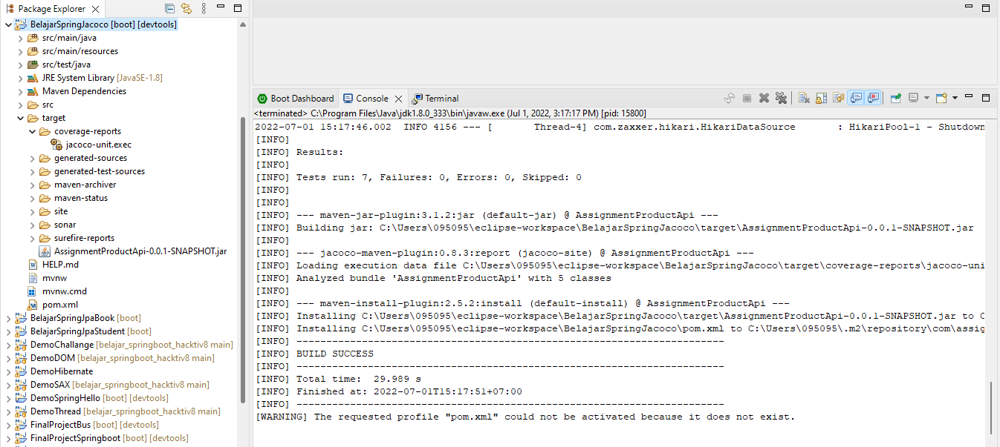 Package Explorer
BelajarSpringJacoco [boot] [devtools]
src/main/java
src/main/resources
src/test/java
JRE System Library [JavaSE-1.8]
Maven Dependencies
src
target
coverage-reports
jacoco-unit.exec
generated-sources
generated-test-sources
maven-archiver
maven-status
site
sonar
surefire-reports
AssignmentProductApi-0.0.1-SNAPSHOT.jar
HELP.md
mvnw
mvnw.cmd
pom.xml
BelajarSpringJpaBook [boot]
BelajarSpringJpaStudent [boot]
DemoChallange [belajar_springboot_hacktiv8 main]
DemoDOM [belajar_springboot_hacktiv8 main]
DemoHibernate
DemoSAX [belajar_springboot_hacktiv8 main]
DemoSpringHello [boot] [devtools]
DemoThread [belajar_springboot_hacktiv8 main]
FinalProjectBus [boot] [devtools]
FinalProjectSpringboot [boot] [devtools]
Boot Dashboard Console Terminal
<terminated> C:\Program Files\Java\jdk1.8.0_333\bin\javaw.exe (Jul 1, 2022, 3:17:17 PM) [pid: 15800]
2022-07-01 15:17:46.002  INFO 4156 --- [       Thread-4] com.zaxxer.hikari.HikariDataSource       : HikariPool-1 - Shutdown
[INFO]
[INFO] Results:
[INFO]
[INFO] Tests run: 7, Failures: 0, Errors: 0, Skipped: 0
[INFO]
[INFO]
[INFO] --- maven-jar-plugin:3.1.2:jar (default-jar) @ AssignmentProductApi ---
[INFO] Building jar: C:\Users\095095\eclipse-workspace\BelajarSpringJacoco\target\AssignmentProductApi-0.0.1-SNAPSHOT.jar
[INFO]
[INFO] --- jacoco-maven-plugin:0.8.3:report (jacoco-site) @ AssignmentProductApi ---
[INFO] Loading execution data file C:\Users\095095\eclipse-workspace\BelajarSpringJacoco\target\coverage-reports\jacoco-uni
[INFO] Analyzed bundle 'AssignmentProductApi' with 5 classes
[INFO]
[INFO] --- maven-install-plugin:2.5.2:install (default-install) @ AssignmentProductApi ---
[INFO] Installing C:\Users\095095\eclipse-workspace\BelajarSpringJacoco\target\AssignmentProductApi-0.0.1-SNAPSHOT.jar to C
[INFO] Installing C:\Users\095095\eclipse-workspace\BelajarSpringJacoco\pom.xml to C:\Users\095095\.m2\repository\com\assig
[INFO] ------------------------------------------------------------------------
[INFO] BUILD SUCCESS
[INFO] ------------------------------------------------------------------------
[INFO] Total time:  29.989 s
[INFO] Finished at: 2022-07-01T15:17:51+07:00
[INFO] ------------------------------------------------------------------------
[WARNING] The requested profile "pom.xml" could not be activated because it does not exist.